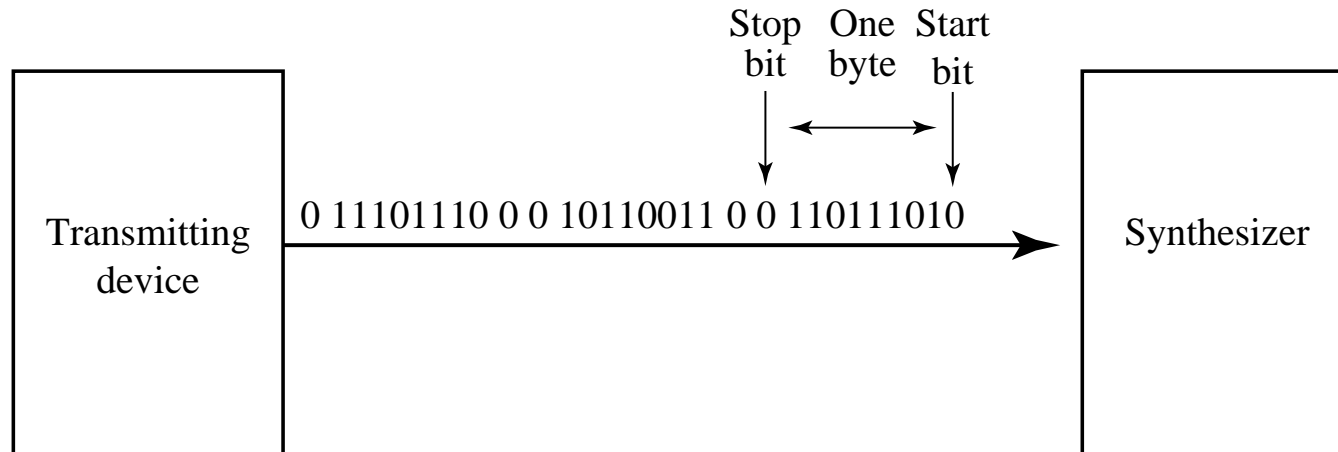 Stop One Start
bit byte bit
0 11101110 0 0 10110011 0 0 110111010
Transmitting
device
Synthesizer